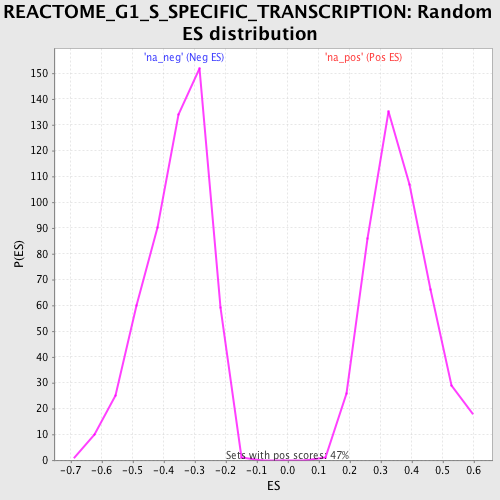 REACTOME_G1_S_SPECIFIC_TRANSCRIPTION: Random
ES distribution
'na_neg' (Neg ES) 'na_pos' (Pos ES)
150
140
130
120
110
100
90
80
70
60
50
40
30
20
10
0
P(ES)
Sets with pos scores: 47%
-0.7 -0.6 -0.5 -0.4 -0.3 -0.2 -0.1 0.0 0.1 0.2 0.3 0.4 0.5 0.6
ES